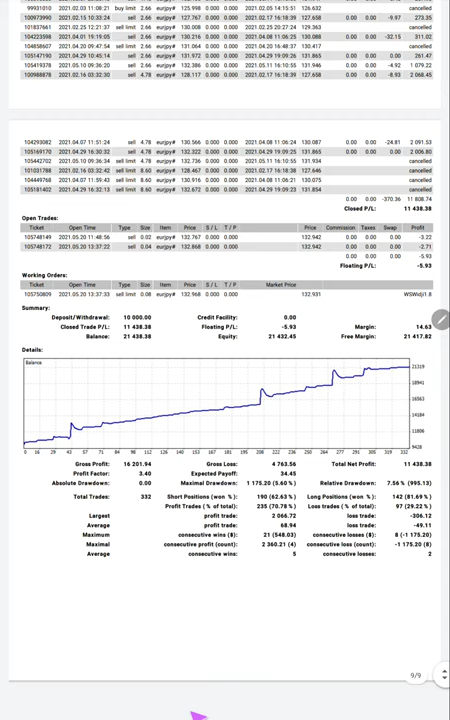 99931010 2021.02.03 11:08:21 buy limit 2.66 eurjpy# 125.998 0.000 0.000 2021.02.05 14:15:51 126.632 cancelled
100973990 2021.02.15 10:33:24 sell 2.66 eurjpy# 127.767 0.000 0.000 2021.02.17 16:18:39 127.658 0.00 0.00 -9.97 273.35
101837661 2021.02.25 12:21:37 sell limit 2.66 eurjpy# 130.008 0.000 0.000 2021.02.25 20:27:24 129.363 cancelled
104223598 2021.04.01 19:19:05 sell 2.66 eurjpy# 130.216 0.000 0.000 2021.04.08 11:06:25 130.088 0.00 0.00 -32.15 311.02
104858607 2021.04.20 09:47:54 sell limit 2.66 eurjpy# 131.064 0.000 0.000 2021.04.20 16:48:37 130.417 cancelled
105147190 2021.04.29 10:45:14 sell 2.66 eurjpy# 131.972 0.000 0.000 2021.04.29 19:09:26 131.865 0.00 0.00 0.00 261.47
105419378 2021.05.10 09:36:20 sell 2.66 eurjpy# 132.386 0.000 0.000 2021.05.11 16:10:55 131.946 0.00 0.00 -4.92 1 079.22
100988878 2021.02.16 03:32:30 sell 4.78 eurjpy# 128.117 0.000 0.000 2021.02.17 16:18:39 127.658 0.00 0.00 -8.93 2 068.45
104293082 2021.04.07 11:51:24 sell 4.78 eurjpy# 130.566 0.000 0.000 2021.04.08 11:06:24 130.087 0.00 0.00 -24.81 2 091.53
105169170 2021.04.29 16:30:32 sell 4.78 eurjpy# 132.322 0.000 0.000 2021.04.29 19:09:25 131.865 0.00 0.00 0.00 2 006.80
105442702 2021.05.10 09:36:34 sell limit 4.78 eurjpy# 132.736 0.000 0.000 2021.05.11 16:10:55 131.934 cancelled
101031788 2021.02.16 03:32:42 sell limit 8.60 eurjpy# 128.467 0.000 0.000 2021.02.17 16:18:38 127.646 cancelled
104449768 2021.04.07 11:59:43 sell limit 8.60 eurjpy# 130.916 0.000 0.000 2021.04.08 11:06:21 130.075 cancelled
105181402 2021.04.29 16:32:13 sell limit 8.60 eurjpy# 132.672 0.000 0.000 2021.04.29 19:09:23 131.854 cancelled
0.00 0.00 -370.36 11 808.74
Closed P/L: 11 438.38
Open Trades:
Ticket Open Time Type Size Item Price S / L T / P Price Commission Taxes Swap Profit
105748149 2021.05.20 11:48:56 sell 0.02 eurjpy# 132.767 0.000 0.000 132.942 0.00 0.00 0.00 -3.22
105748172 2021.05.20 13:37:22 sell 0.04 eurjpy# 132.868 0.000 0.000 132.942 0.00 0.00 0.00 -2.71
0.00 0.00 0.00 -5.93
Floating P/L: -5.93
Working Orders:
Ticket Open Time Type Size Item Price S / L T / P Market Price
105750809 2021.05.20 13:37:33 sell limit 0.08 eurjpy# 132.968 0.000 0.000 132.931 WSWidji1.8
Summary:
Deposit/Withdrawal: 10 000.00 Credit Facility: 0.00
Closed Trade P/L: 11 438.38 Floating P/L: -5.93 Margin: 14.63
Balance: 21 438.38 Equity: 21 432.45 Free Margin: 21 417.82
Details:
Balance
21319
18941
16563
14184
11806
9428
0 16 29 43 57 71 84 98 112 139 153 167 180 194 208 222 236 249 263 277 291 304 318 332
Gross Profit: 16 201.94 Gross Loss: 4 763.56 Total Net Profit: 11 438.38
Profit Factor: 3.40 Expected Payoff: 34.45
Absolute Drawdown: 0.00 Maximal Drawdown: 1 175.20 (5.60 %) Relative Drawdown: 7.56 % (995.13)
Total Trades: 332 Short Positions (won %): 190 (62.63%) Long Positions (won %): 142 (81.69%)
Profit Trades (% of total): 235 (70.78%) Loss trades (% of total): 97 (29.22%)
Largest profit trade: 2 066.72 loss trade: -306.12
Average profit trade: 68.94 loss trade: -49.11
Maximum consecutive wins ($): 21 (548.03) consecutive losses ($): 8 (-1 175.20)
Maximal consecutive profit (count): 2 360.21 (4) consecutive loss (count): -1 175.20 (8)
Average consecutive wins: 5 consecutive losses: 2
9/9